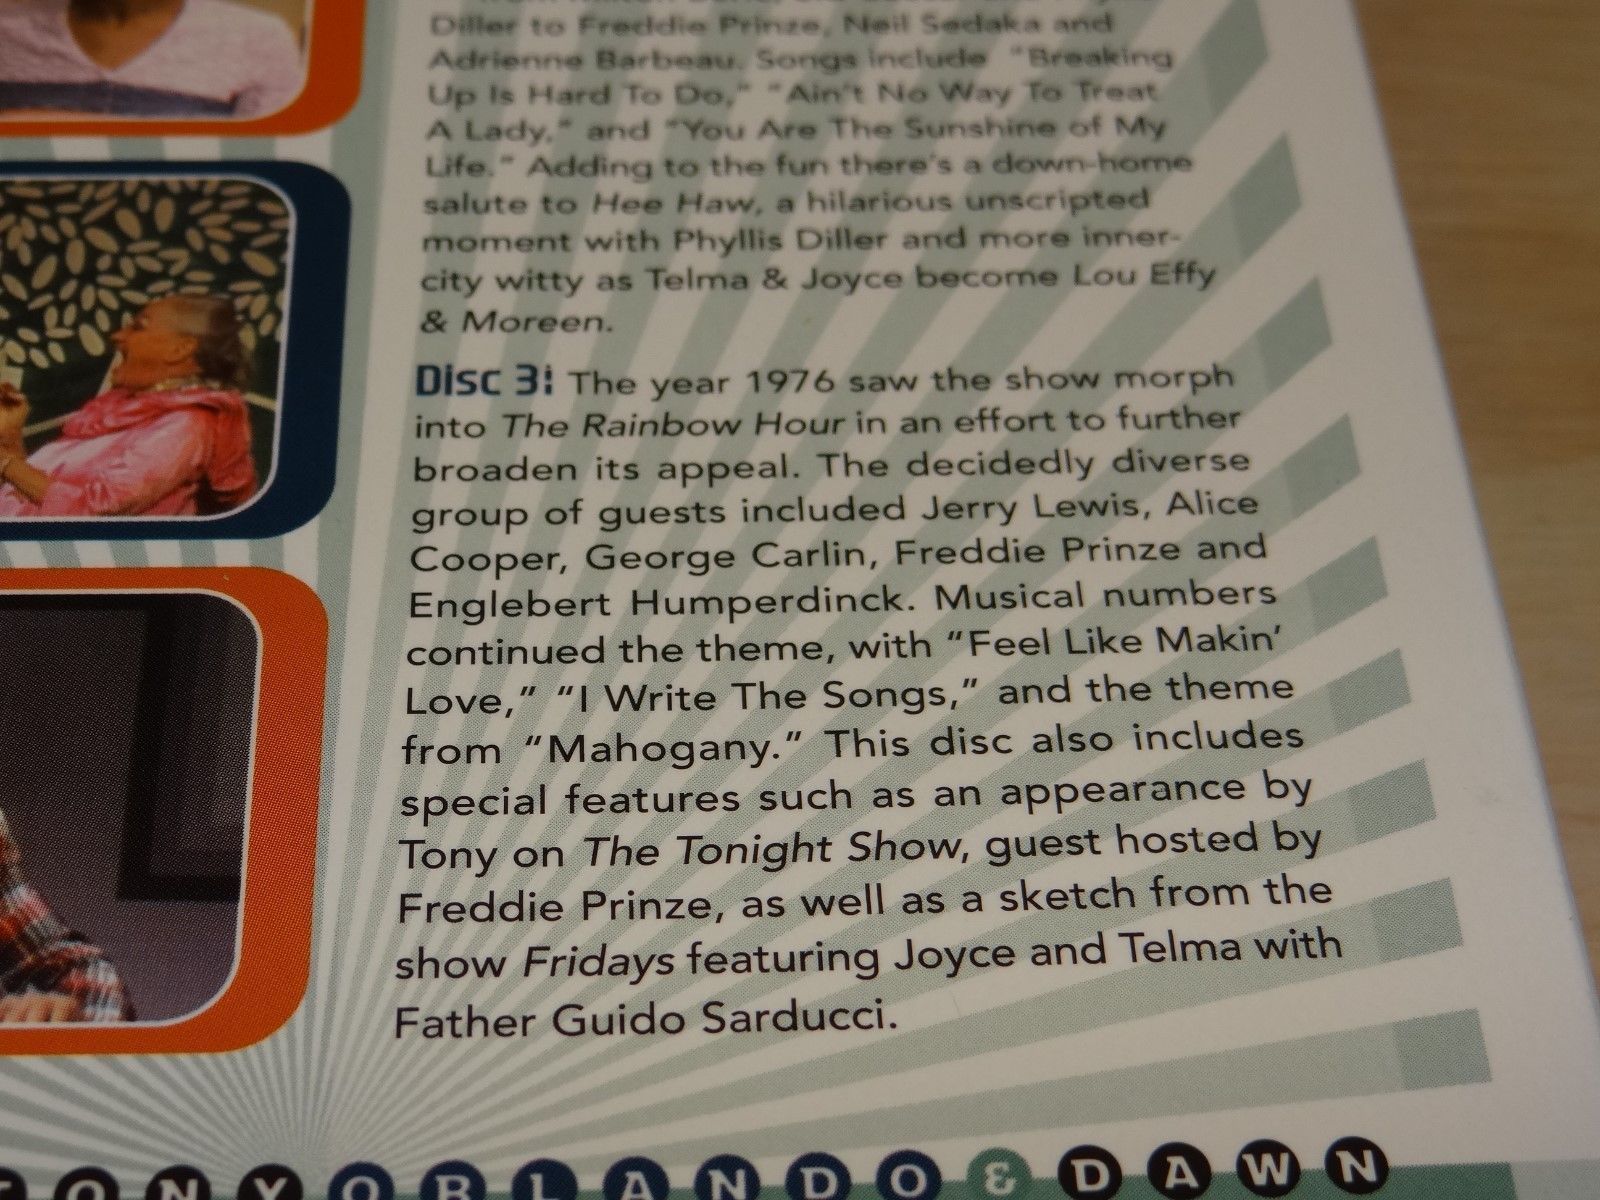 Diller to Freddie Prinze, Neil Sedaka and
Adrienne Barbeau. Songs include "Breaking
Up Is Hard To Do," "Ain't No Way To Treat
A Lady," and "You Are The Sunshine of My
Life." Adding to the fun there's a down-home
salute to Hee Haw, a hilarious unscripted
moment with Phyllis Diller and more inner-
city witty as Telma & Joyce become Lou Effy
& Moreen.
Disc 3: The year 1976 saw the show morph
into The Rainbow Hour in an effort to further
broaden its appeal. The decidedly diverse
group of guests included Jerry Lewis, Alice
Cooper, George Carlin, Freddie Prinze and
Englebert Humperdinck. Musical numbers
continued the theme, with "Feel Like Makin'
Love," "I Write The Songs," and the theme
from "Mahogany." This disc also includes
special features such as an appearance by
Tony on The Tonight Show, guest hosted by
Freddie Prinze, as well as a sketch from the
show Fridays featuring Joyce and Telma with
Father Guido Sarducci.
TONY ORLANDO & DAWN